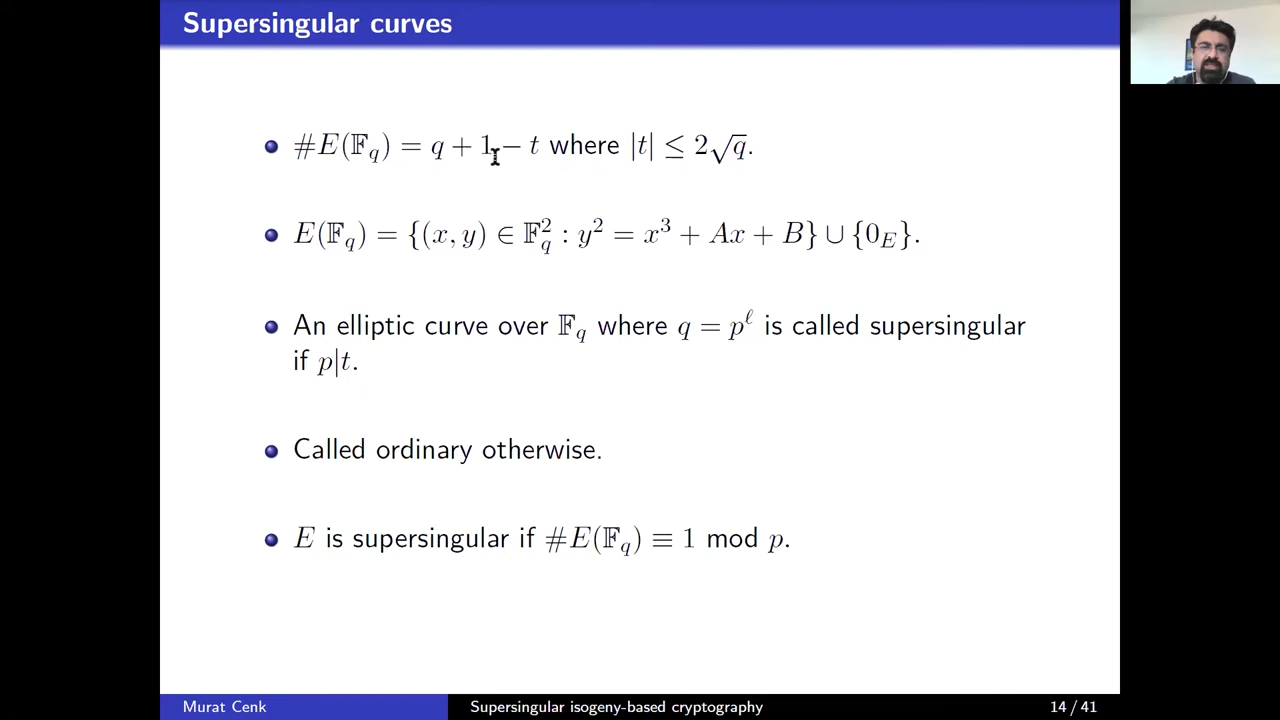 Supersingular curves
#E(𝔽_q) = q + 1 − t where |t| ≤ 2√q.
E(𝔽_q) = {(x, y) ∈ 𝔽_q^2 : y^2 = x^3 + Ax + B} ∪ {0_E}.
An elliptic curve over 𝔽_q where q = p^ℓ is called supersingular
if p|t.
Called ordinary otherwise.
E is supersingular if #E(𝔽_q) ≡ 1 mod p.
Murat Cenk Supersingular isogeny-based cryptography 14 / 41